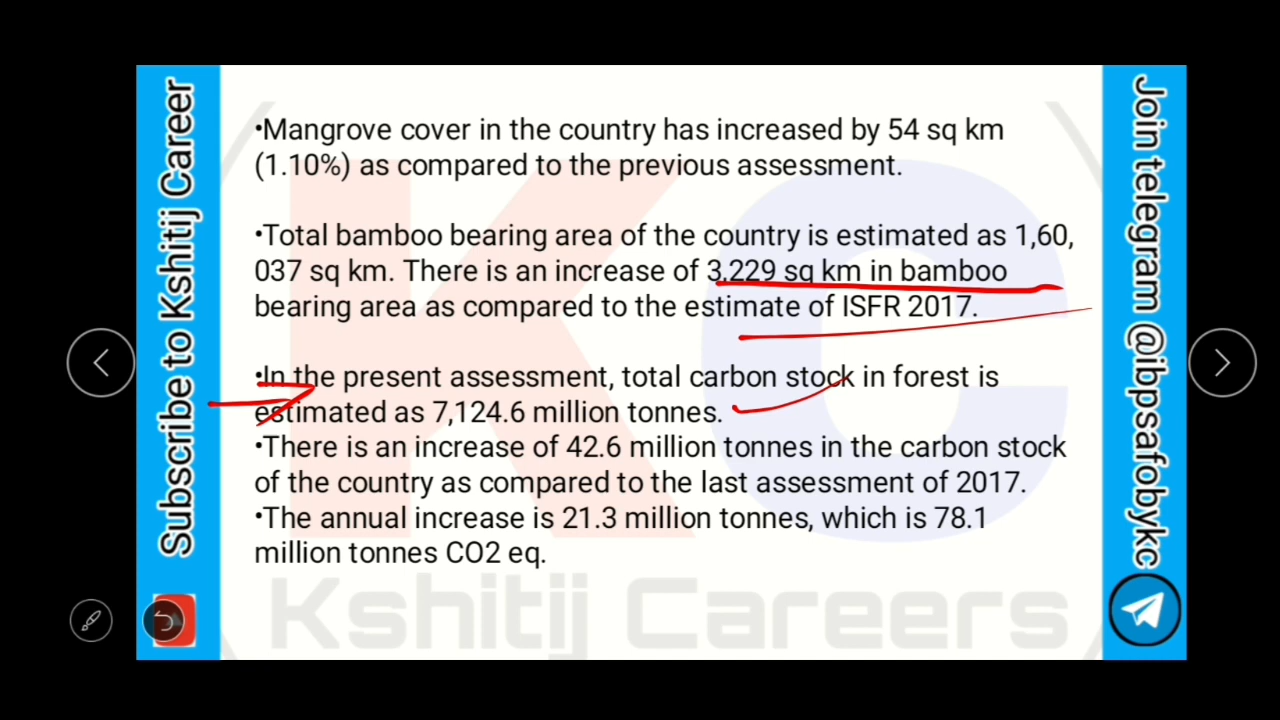 Subscribe to Kshitij Career
•Mangrove cover in the country has increased by 54 sq km
(1.10%) as compared to the previous assessment.
•Total bamboo bearing area of the country is estimated as 1,60,
037 sq km. There is an increase of 3,229 sq km in bamboo
bearing area as compared to the estimate of ISFR 2017.
•In the present assessment, total carbon stock in forest is
estimated as 7,124.6 million tonnes.
•There is an increase of 42.6 million tonnes in the carbon stock
of the country as compared to the last assessment of 2017.
•The annual increase is 21.3 million tonnes, which is 78.1
million tonnes CO2 eq.
KC
Kshitij Careers
Join telegram @ibpsafobykc